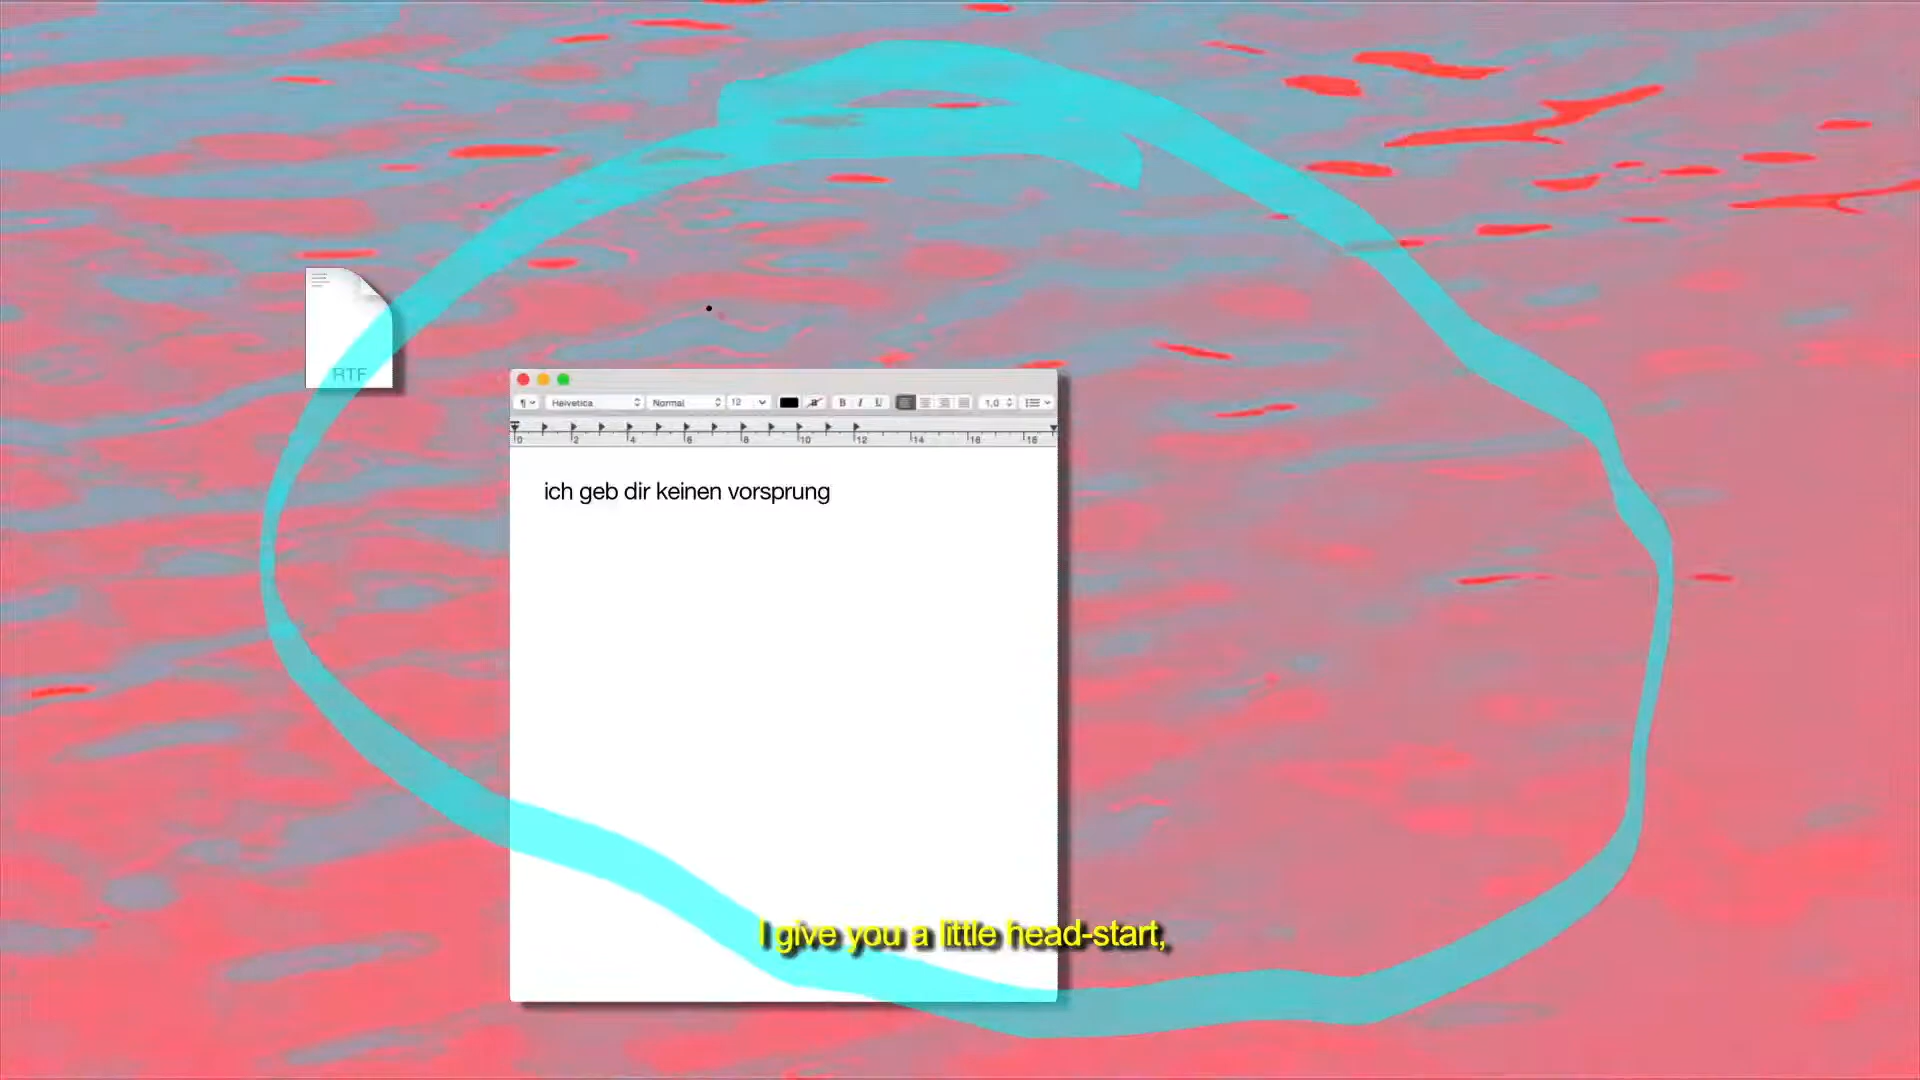 RTF
¶ Helvetica Normal 12 a B I U 1,0
0 2 4 6 8 10 12 14 16 18
ich geb dir keinen vorsprung
I give you a little head-start,